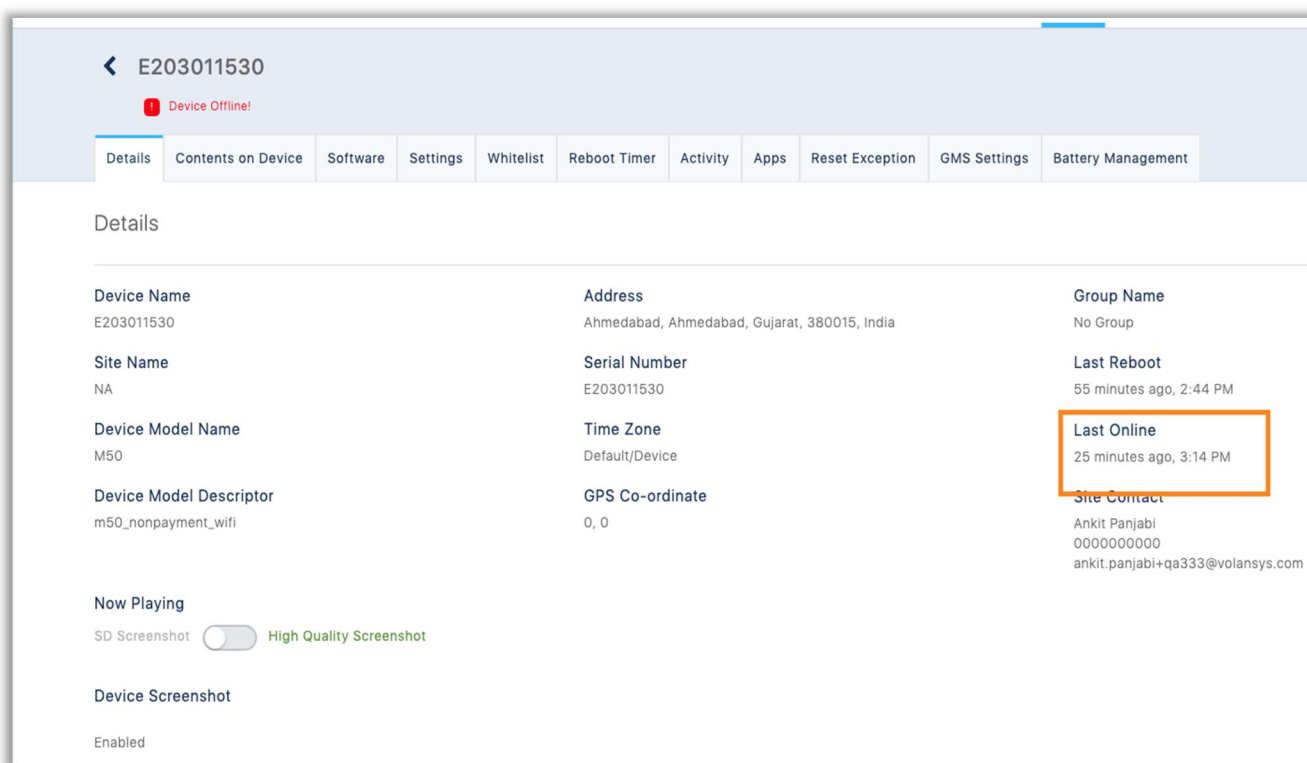 E203011530
! Device Offline!
Details Contents on Device Software Settings Whitelist Reboot Timer Activity Apps Reset Exception GMS Settings Battery Management
Details
Device Name Address Group Name
E203011530 Ahmedabad, Ahmedabad, Gujarat, 380015, India No Group
Site Name Serial Number Last Reboot
NA E203011530 55 minutes ago, 2:44 PM
Device Model Name Time Zone Last Online
M50 Default/Device 25 minutes ago, 3:14 PM
Device Model Descriptor GPS Co-ordinate Site Contact
m50_nonpayment_wifi 0, 0 Ankit Panjabi
0000000000
ankit.panjabi+qa333@volansys.com
Now Playing
SD Screenshot High Quality Screenshot
Device Screenshot
Enabled